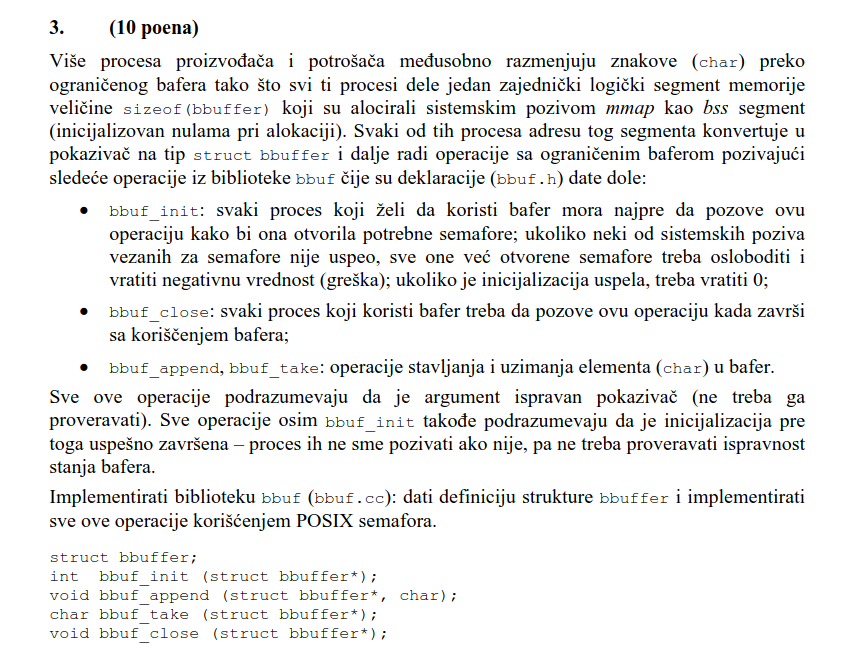 3. (10 poena)
Više procesa proizvođača i potrošača međusobno razmenjuju znakove (char) preko
ograničenog bafera tako što svi ti procesi dele jedan zajednički logički segment memorije
veličine sizeof(bbuffer) koji su alocirali sistemskim pozivom mmap kao bss segment
(inicijalizovan nulama pri alokaciji). Svaki od tih procesa adresu tog segmenta konvertuje u
pokazivač na tip struct bbuffer i dalje radi operacije sa ograničenim baferom pozivajući
sledeće operacije iz biblioteke bbuf čije su deklaracije (bbuf.h) date dole:
• bbuf_init: svaki proces koji želi da koristi bafer mora najpre da pozove ovu
operaciju kako bi ona otvorila potrebne semafore; ukoliko neki od sistemskih poziva
vezanih za semafore nije uspeo, sve one već otvorene semafore treba osloboditi i
vratiti negativnu vrednost (greška); ukoliko je inicijalizacija uspela, treba vratiti 0;
• bbuf_close: svaki proces koji koristi bafer treba da pozove ovu operaciju kada završi
sa koriščenjem bafera;
• bbuf_append, bbuf_take: operacije stavljanja i uzimanja elementa (char) u bafer.
Sve ove operacije podrazumevaju da je argument ispravan pokazivač (ne treba ga
proveravati). Sve operacije osim bbuf_init takođe podrazumevaju da je inicijalizacija pre
toga uspešno završena – proces ih ne sme pozivati ako nije, pa ne treba proveravati ispravnost
stanja bafera.
Implementirati biblioteku bbuf (bbuf.cc): dati definiciju strukture bbuffer i implementirati
sve ove operacije korišćenjem POSIX semafora.
struct bbuffer;
int  bbuf_init (struct bbuffer*);
void bbuf_append (struct bbuffer*, char);
char bbuf_take (struct bbuffer*);
void bbuf_close (struct bbuffer*);